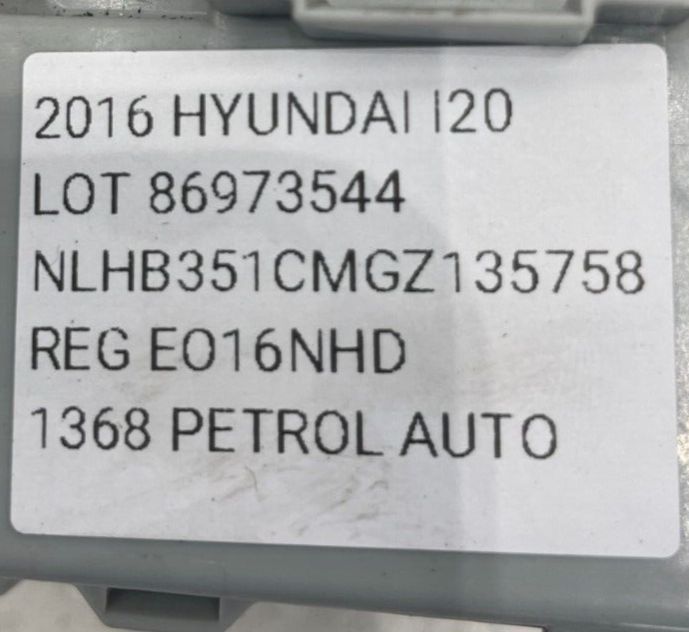 2016 HYUNDAI I20
LOT 86973544
NLHB351CMGZ135758
REG EO16NHD
1368 PETROL AUTO